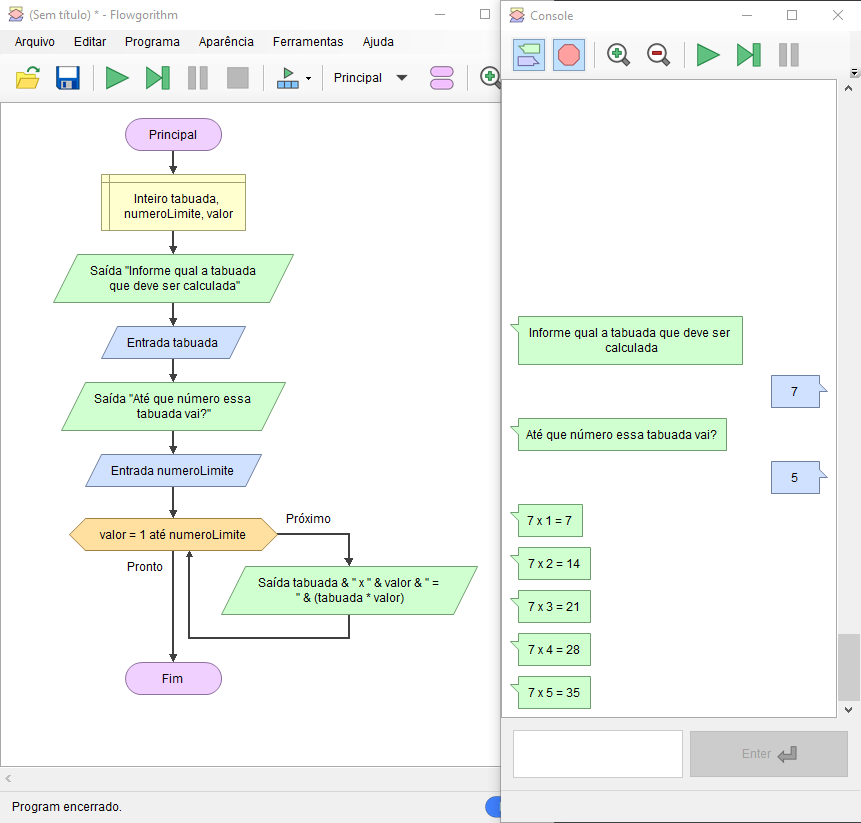 (Sem título) * - Flowgorithm
Arquivo Editar Programa Aparência Ferramentas Ajuda
Principal
Principal
Inteiro tabuada,
numeroLimite, valor
Saída "Informe qual a tabuada
que deve ser calculada"
Entrada tabuada
Saída "Até que número essa
tabuada vai?"
Entrada numeroLimite
valor = 1 até numeroLimite
Próximo
Pronto
Saída tabuada & " x " & valor & " =
" & (tabuada * valor)
Fim
Program encerrado.
Console
Informe qual a tabuada que deve ser
calculada
7
Até que número essa tabuada vai?
5
7 x 1 = 7
7 x 2 = 14
7 x 3 = 21
7 x 4 = 28
7 x 5 = 35
Enter